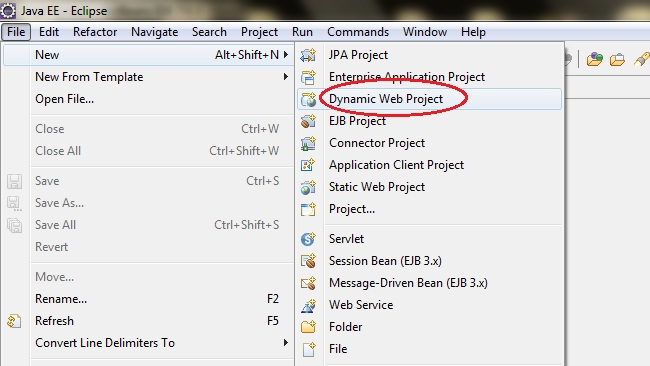 Java EE - Eclipse
File Edit Refactor Navigate Search Project Run Commands Window Help
New Alt+Shift+N
New From Template
Open File...
Close Ctrl+W
Close All Ctrl+Shift+W
Save Ctrl+S
Save As...
Save All Ctrl+Shift+S
Revert
Move...
Rename... F2
Refresh F5
Convert Line Delimiters To
JPA Project
Enterprise Application Project
Dynamic Web Project
EJB Project
Connector Project
Application Client Project
Static Web Project
Project...
Servlet
Session Bean (EJB 3.x)
Message-Driven Bean (EJB 3.x)
Web Service
Folder
File